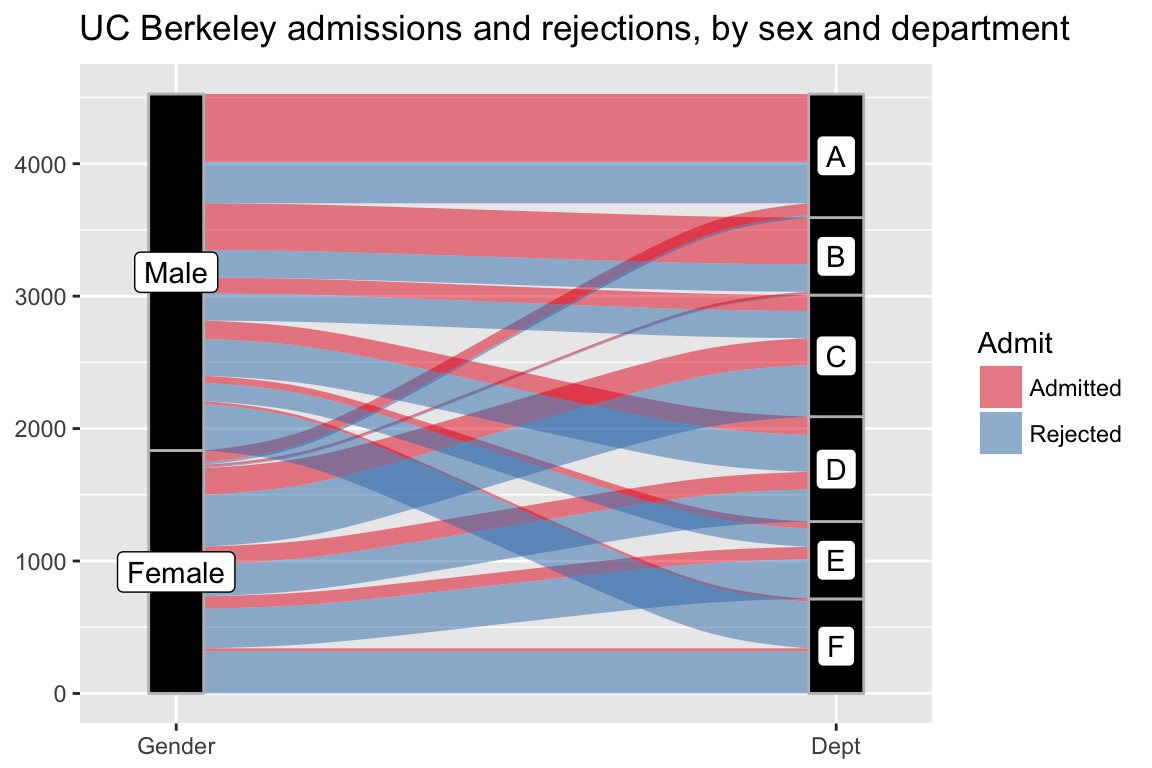 UC Berkeley admissions and rejections, by sex and department
4000
3000
2000
1000
0
Male
Female
A
B
C
D
E
F
Gender
Dept
Admit
Admitted
Rejected